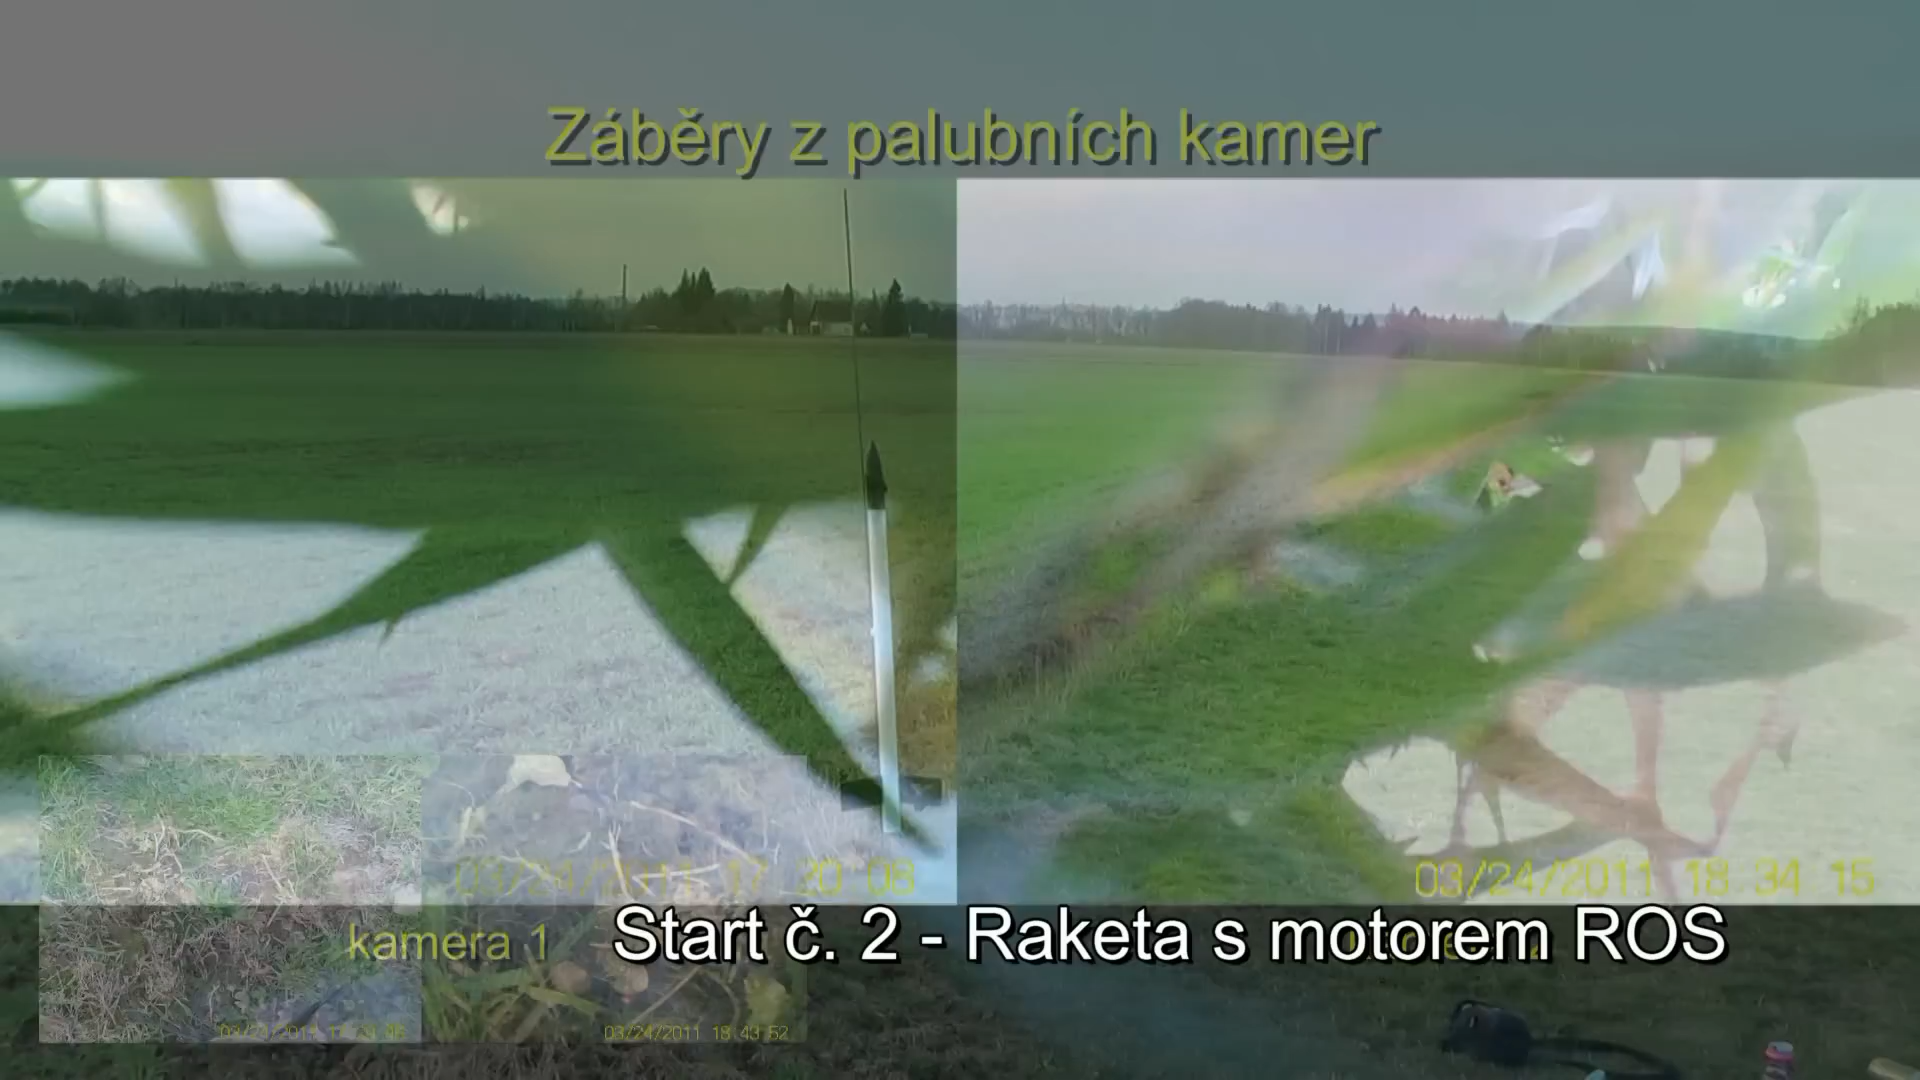 Záběry z palubních kamer
03/24/2011 17 20 08
03/24/2011 18 34 15
kamera 1
Start č. 2 - Raketa s motorem ROS
03/24/2011 18 43 52